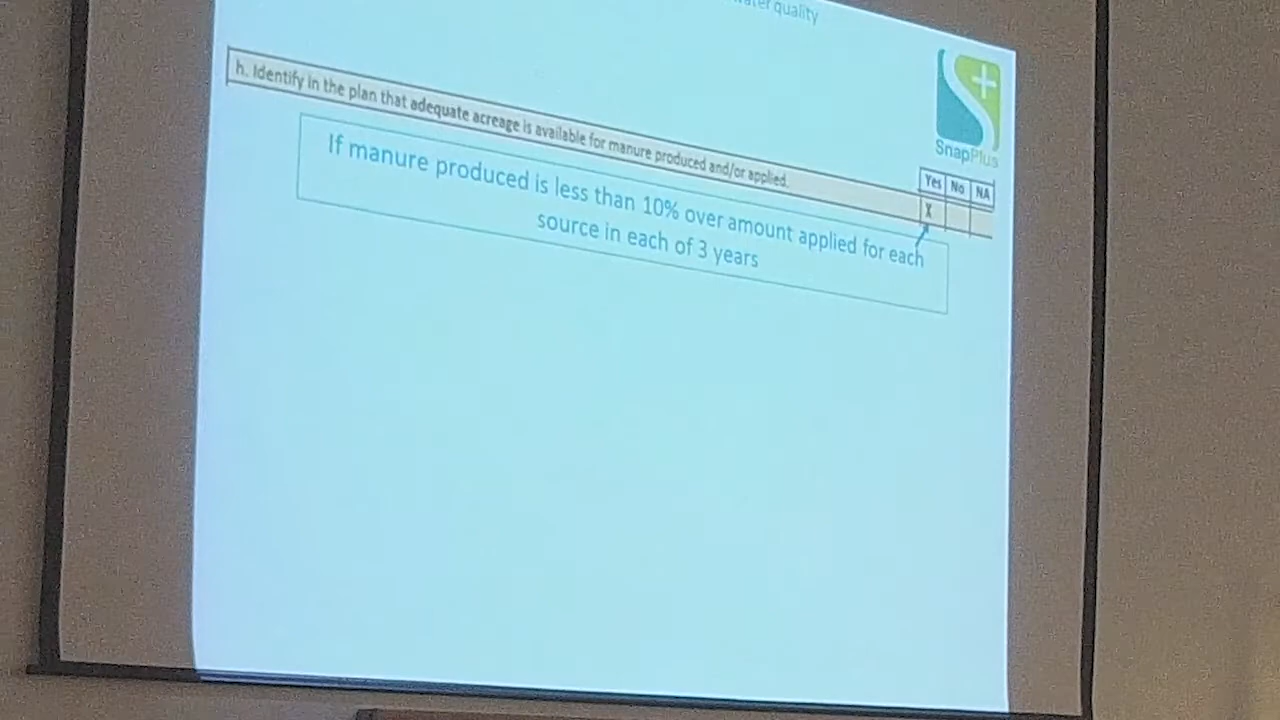 quality
h. Identify in the plan that adequate acreage is available for manure produced and/or applied.
SnapPlus
Yes No NA
X
If manure produced is less than 10% over amount applied for each
source in each of 3 years